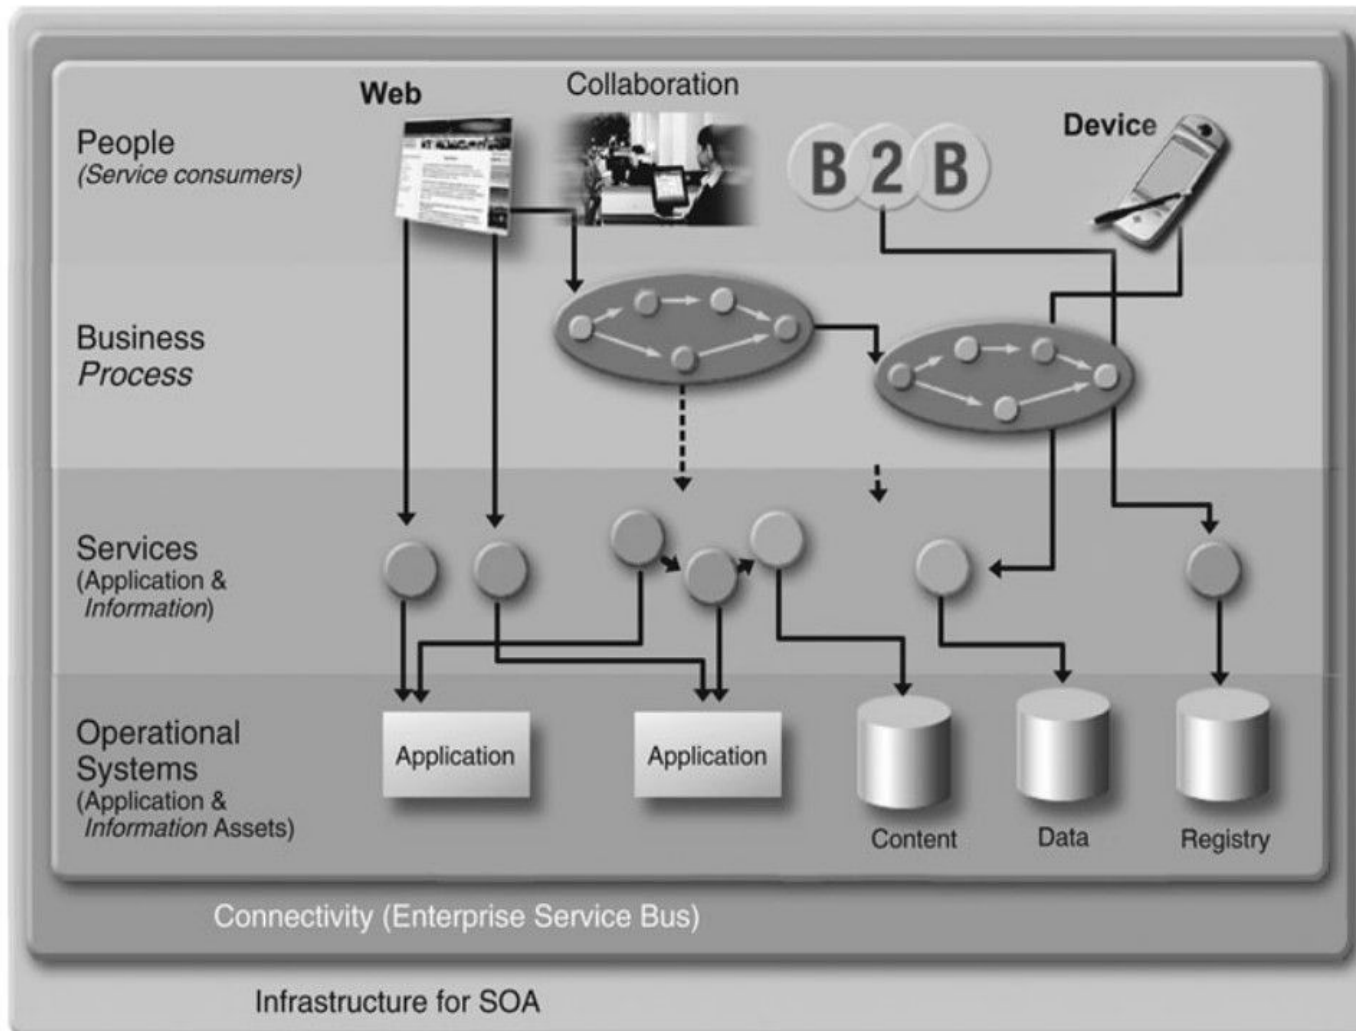 Web
Collaboration
Device
People
(Service consumers)
B2B
Business
Process
Services
(Application &
Information)
Operational
Systems
(Application &
Information Assets)
Application
Application
Content
Data
Registry
Connectivity (Enterprise Service Bus)
Infrastructure for SOA